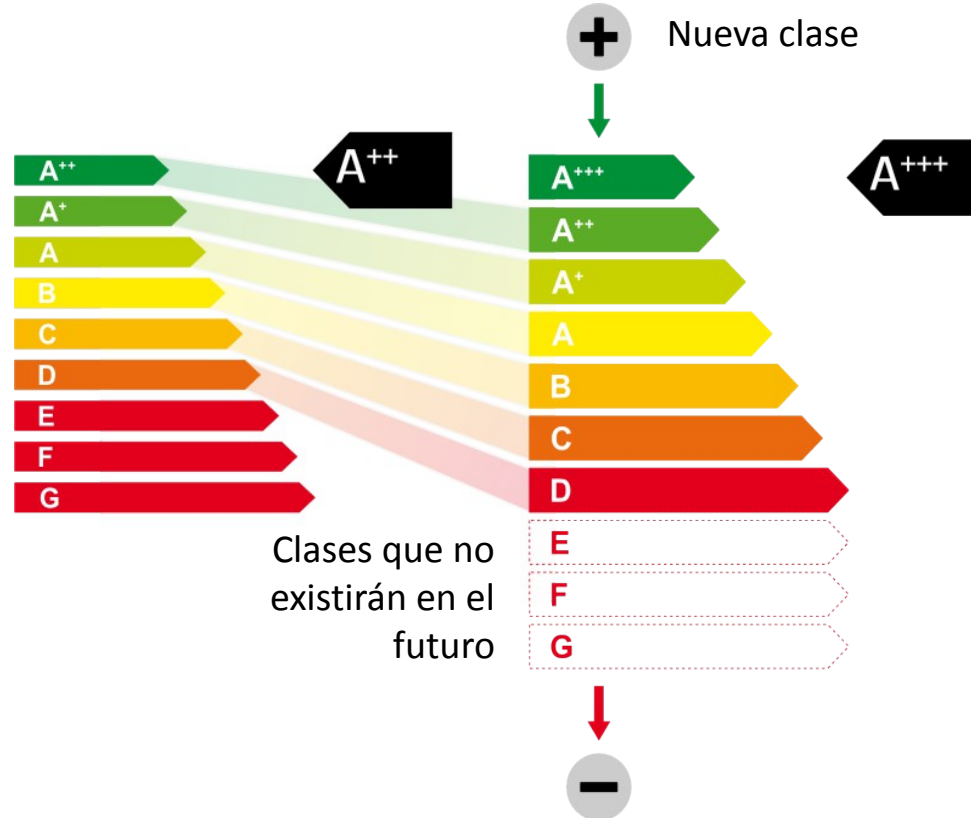 Nueva clase
A++
A+
A
B
C
D
E
F
G
A++
A+++
A++
A+
A
B
C
D
E
F
G
A+++
Clases que no
existirán en el
futuro